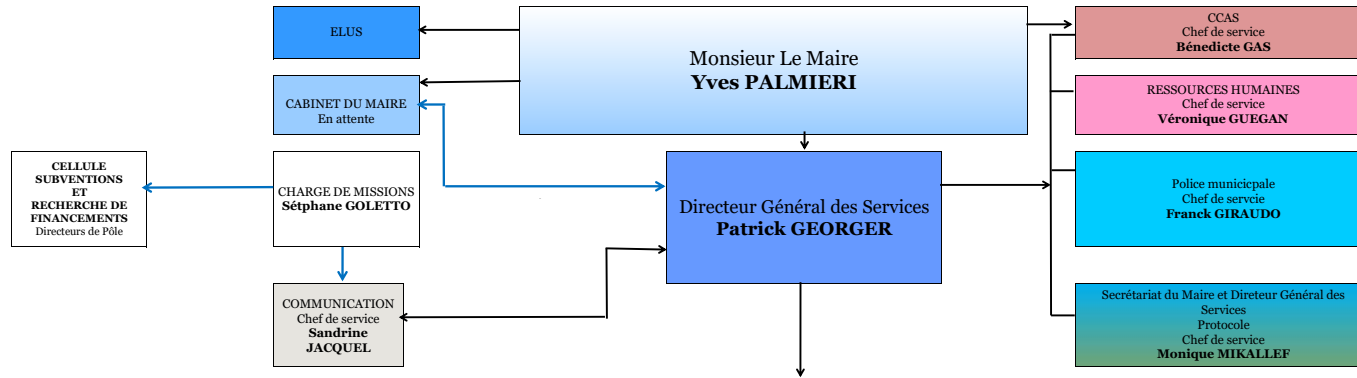 ELUS
Monsieur Le Maire
Yves PALMIERI
CCAS
Chef de service
Bénedicte GAS
CABINET DU MAIRE
En attente
RESSOURCES HUMAINES
Chef de service
Véronique GUEGAN
CELLULE
SUBVENTIONS
ET
RECHERCHE DE
FINANCEMENTS
Directeurs de Pôle
CHARGE DE MISSIONS
Sétphane GOLETTO
Directeur Général des Services
Patrick GEORGER
Police municicpale
Chef de servcie
Franck GIRAUDO
COMMUNICATION
Chef de service
Sandrine
JACQUEL
Secrétariat du Maire et Direteur Général des
Services
Protocole
Chef de service
Monique MIKALLEF